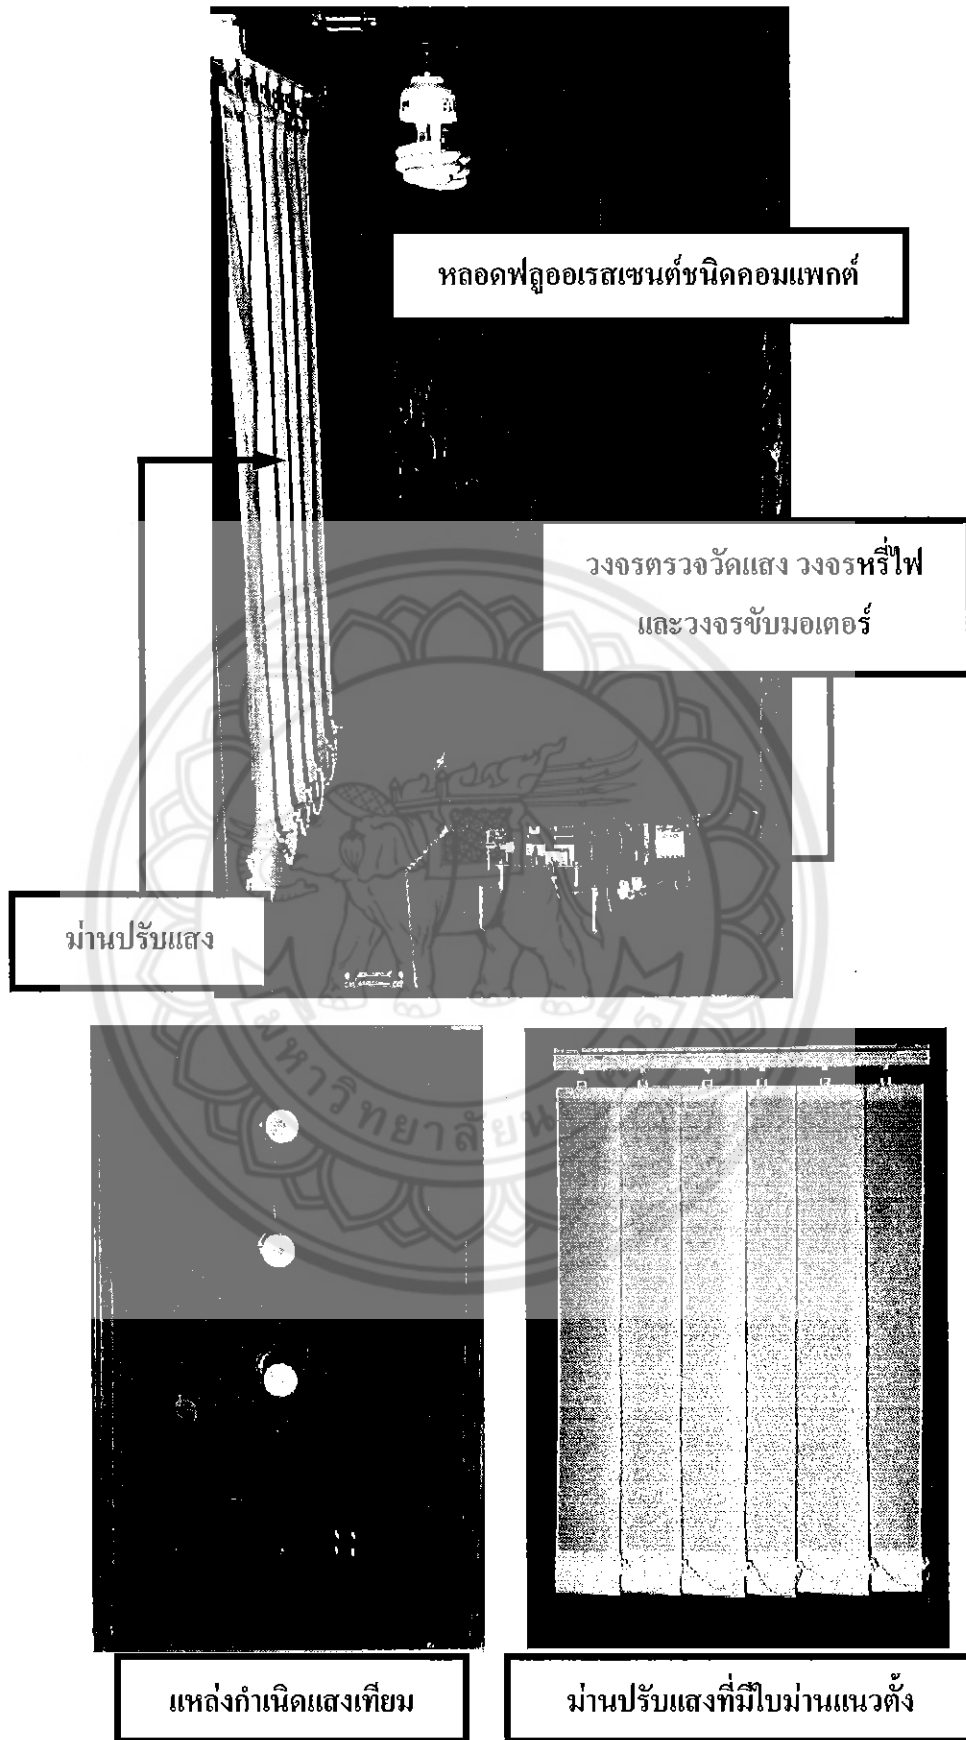 หลอดฟลูออเรสเซนต์ชนิดคอมแพกต์
วงจรตรวจวัดแสง วงจรหรี่ไฟ
และวงจรขับมอเตอร์
ม่านปรับแสง
แหล่งกำเนิดแสงเทียม
ม่านปรับแสงที่มีใบม่านแนวตั้ง